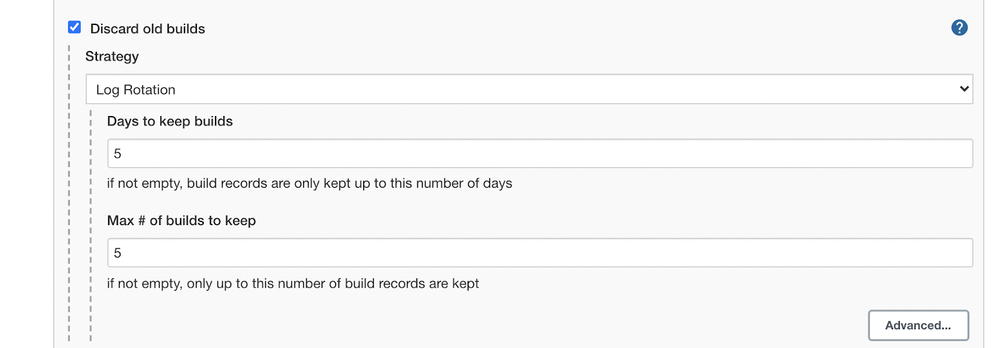 Discard old builds
?
Strategy
Log Rotation
Days to keep builds
5
if not empty, build records are only kept up to this number of days
Max # of builds to keep
5
if not empty, only up to this number of build records are kept
Advanced...